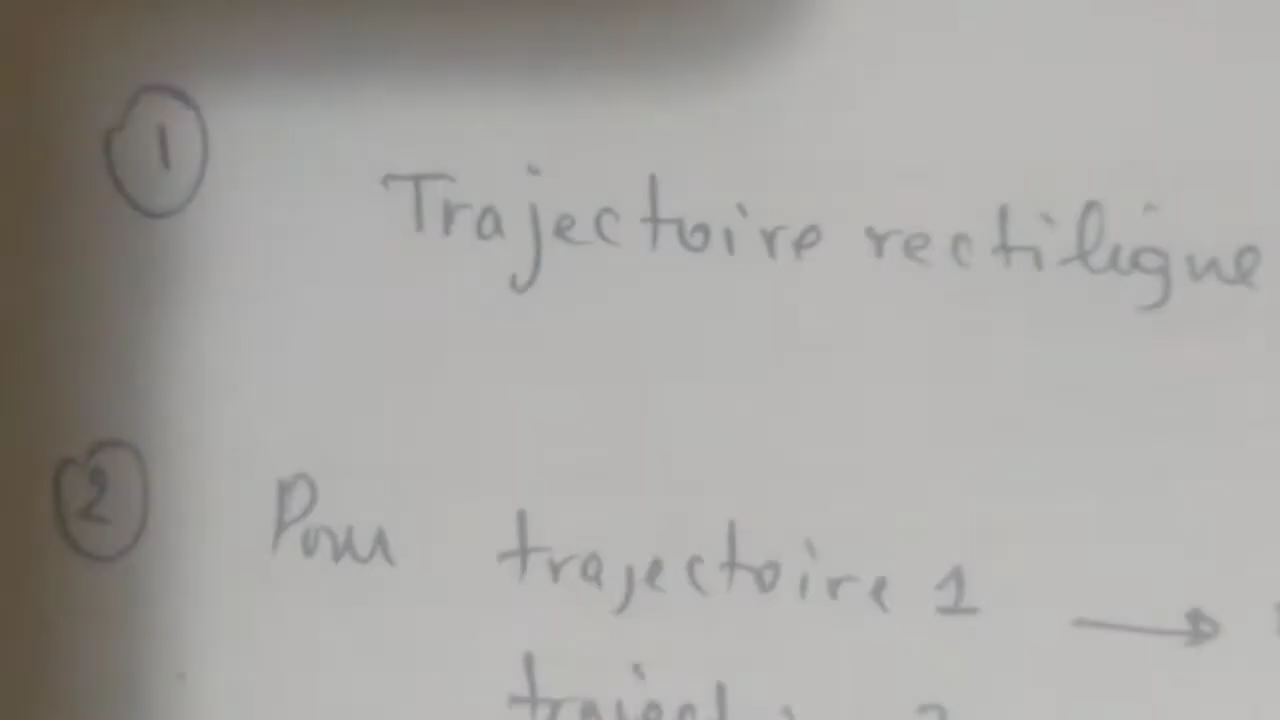 ① Trajectoire rectiligne
② Pour trajectoire 1 →